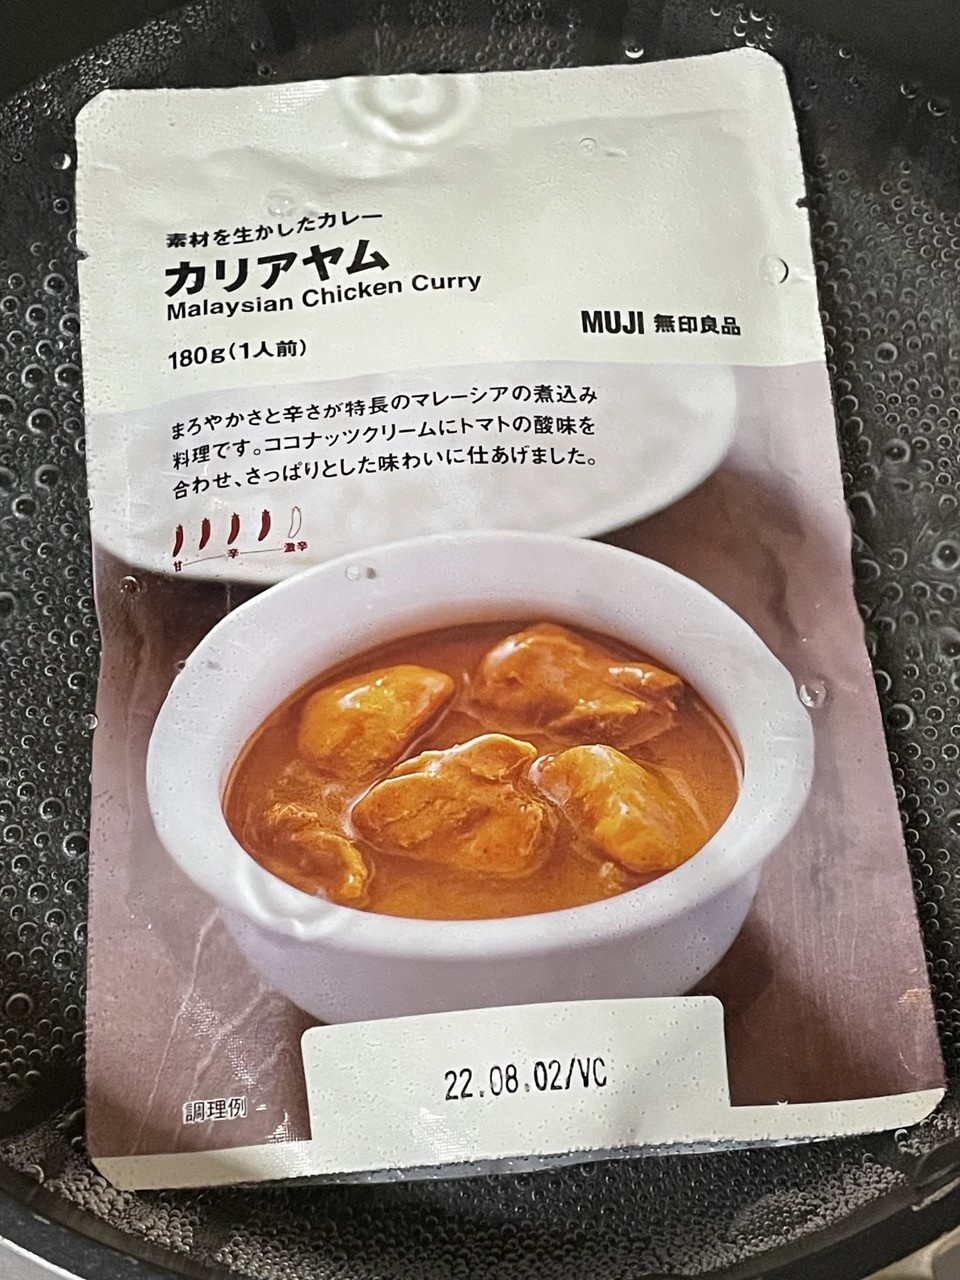 素材を生かしたカレー
カリアヤム
Malaysian Chicken Curry
MUJI 無印良品
180g(1人前)
まろやかさと辛さが特長のマレーシアの煮込み
料理です。ココナッツクリームにトマトの酸味を
合わせ、さっぱりとした味わいに仕あげました。
甘 辛 激辛
22.08.02/VC
調理例